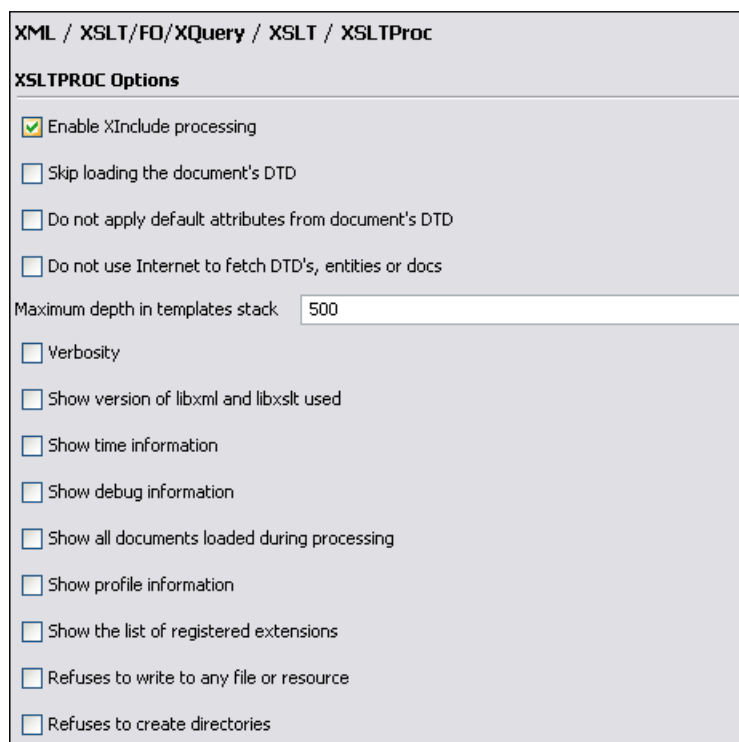 XML / XSLT/FO/XQuery / XSLT / XSLTProc
XSLTPROC Options
Enable XInclude processing
Skip loading the document's DTD
Do not apply default attributes from document's DTD
Do not use Internet to fetch DTD's, entities or docs
Maximum depth in templates stack 500
Verbosity
Show version of libxml and libxslt used
Show time information
Show debug information
Show all documents loaded during processing
Show profile information
Show the list of registered extensions
Refuses to write to any file or resource
Refuses to create directories